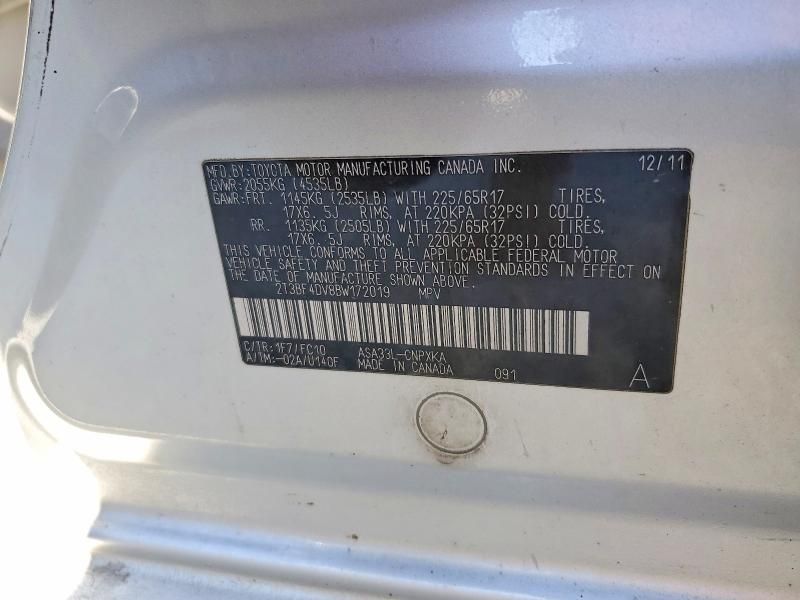 MFD.BY:TOYOTA MOTOR MANUFACTURING CANADA INC. 12/11
GVWR:2055KG (4535LB)
GAWR:FRT. 1145KG (2535LB) WITH 225/65R17 TIRES,
17X6.5J RIMS, AT 220KPA (32PSI) COLD.
RR. 1135KG (2505LB) WITH 225/65R17 TIRES,
17X6.5J RIMS, AT 220KPA (32PSI) COLD.
THIS VEHICLE CONFORMS TO ALL APPLICABLE FEDERAL MOTOR
VEHICLE SAFETY AND THEFT PREVENTION STANDARDS IN EFFECT ON
THE DATE OF MANUFACTURE SHOWN ABOVE.
2T3BF4DV8BW172019 MPV
C/TR:1F7/FC10 ASA33L-CNPXKA
A/TM:-02A/U140F MADE IN CANADA 091 A